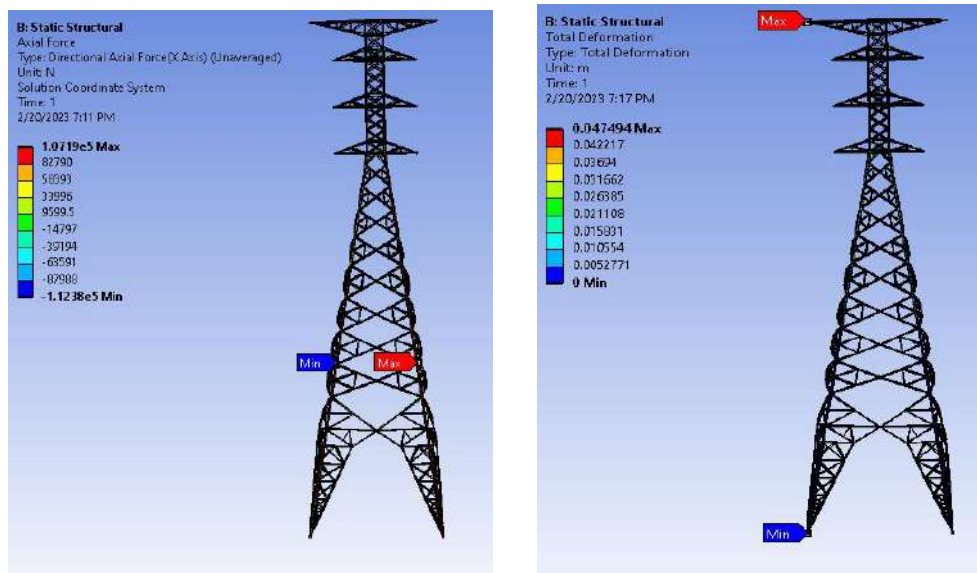 B: Static Structural
Axial Force
Type: Directional Axial Force(X Axis) (Unaveraged)
Unit: N
Solution Coordinate System
Time: 1
2/20/2023 7:11 PM
1.0719e5 Max
82790
58393
33996
9599.5
-14797
-39194
-63591
-87988
-1.1238e5 Min
Min
Max
B: Static Structural
Total Deformation
Type: Total Deformation
Unit: m
Time: 1
2/20/2023 7:17 PM
0.047494 Max
0.042217
0.03694
0.031662
0.026385
0.021108
0.015831
0.010554
0.0052771
0 Min
Max
Min